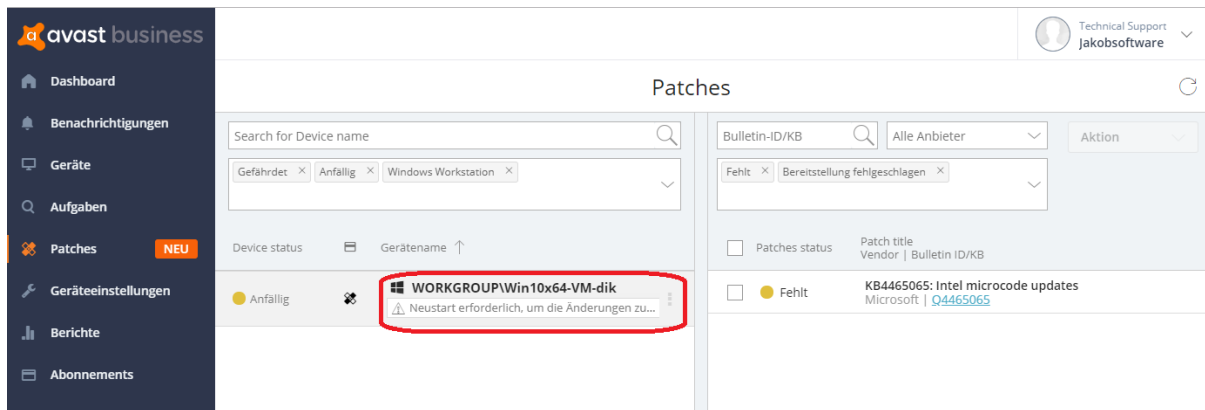 avast business
Technical Support
Jakobsoftware
Dashboard
Benachrichtigungen
Geräte
Aufgaben
Patches NEU
Geräteeinstellungen
Berichte
Abonnements
Patches
Search for Device name
Gefährdet × Anfällig × Windows Workstation ×
Device status Gerätename ↑
Anfällig WORKGROUP\Win10x64-VM-dik
Neustart erforderlich, um die Änderungen zu...
Bulletin-ID/KB Alle Anbieter Aktion
Fehlt × Bereitstellung fehlgeschlagen ×
Patches status Patch title
Vendor | Bulletin ID/KB
Fehlt KB4465065: Intel microcode updates
Microsoft | Q4465065